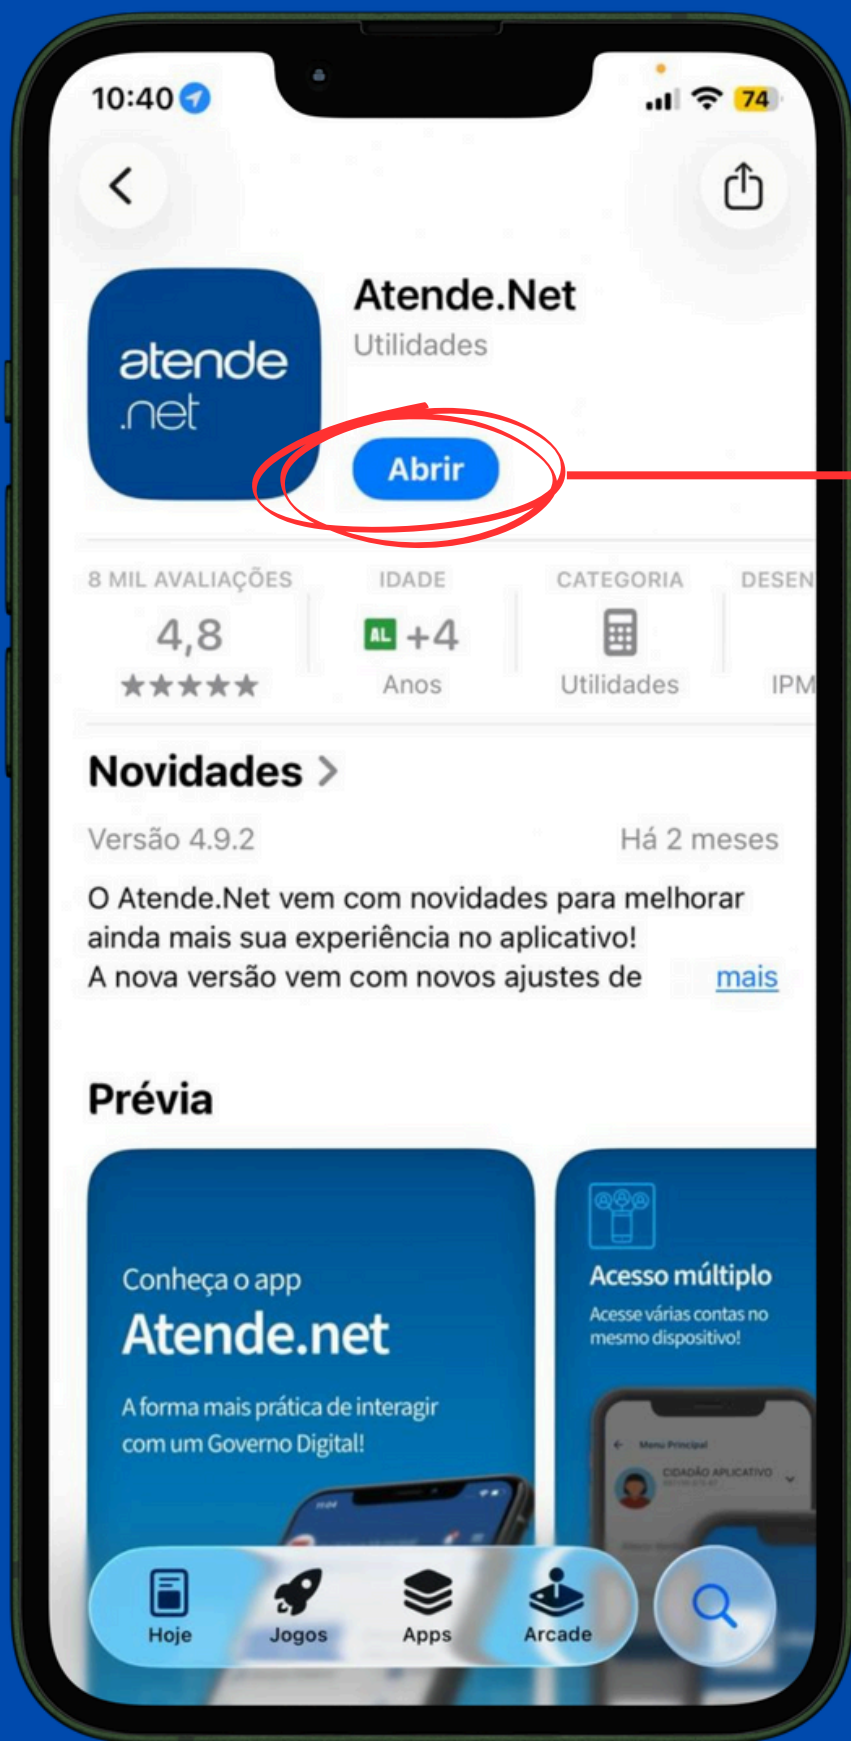 10:40
74
atende
.net
Atende.Net
Utilidades
Abrir
8 MIL AVALIAÇÕES
4,8
IDADE
AL +4
Anos
CATEGORIA
Utilidades
DESEN
IPM
Novidades
Versão 4.9.2
Há 2 meses
O Atende.Net vem com novidades para melhorar
ainda mais sua experiência no aplicativo!
A nova versão vem com novos ajustes de mais
Prévia
Conheça o app
Atende.net
A forma mais prática de interagir
com um Governo Digital!
Acesso múltiplo
Acesse várias contas no
mesmo dispositivo!
Menu Principal
CIDADÃO APLICATIVO
Hoje
Jogos
Apps
Arcade